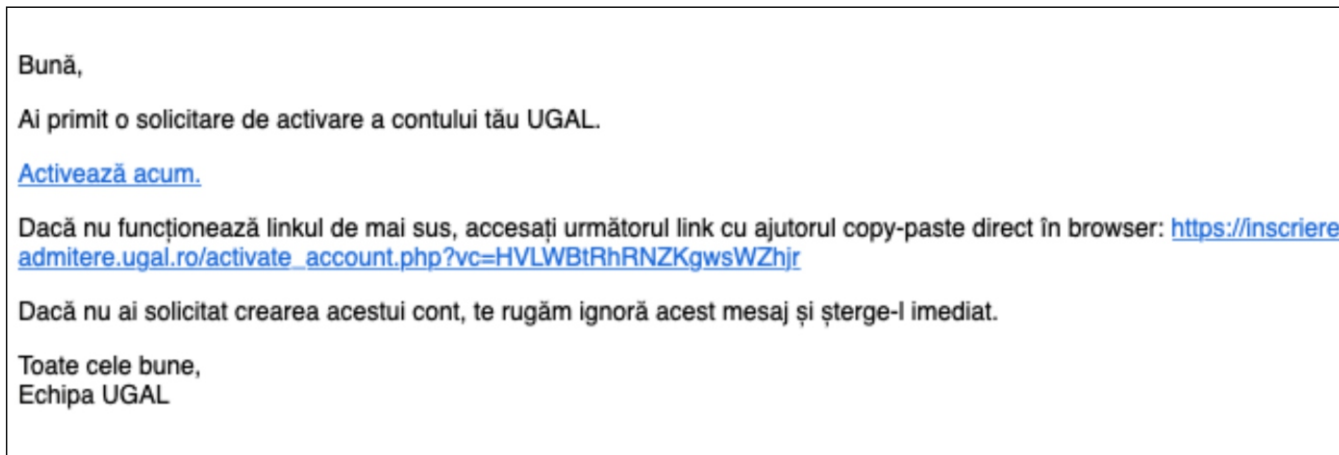 Bună,
Ai primit o solicitare de activare a contului tău UGAL.
Activează acum.
Dacă nu funcționează linkul de mai sus, accesați următorul link cu ajutorul copy-paste direct în browser: https://inscriere
admitere.ugal.ro/activate_account.php?vc=HVLWBtRhRNZKgwsWZhjr
Dacă nu ai solicitat crearea acestui cont, te rugăm ignoră acest mesaj și șterge-l imediat.
Toate cele bune,
Echipa UGAL